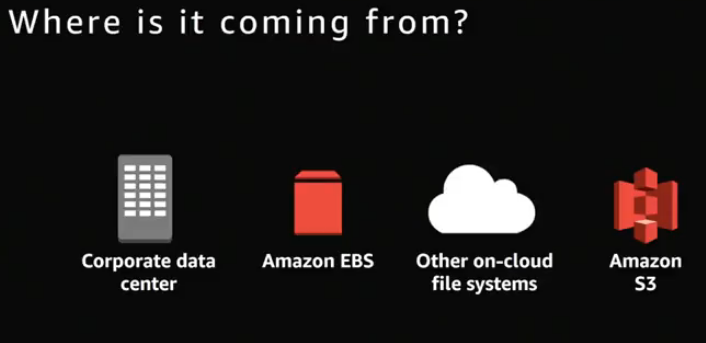 Where is it coming from?
Corporate data
center
Amazon EBS
Other on-cloud
file systems
Amazon
S3